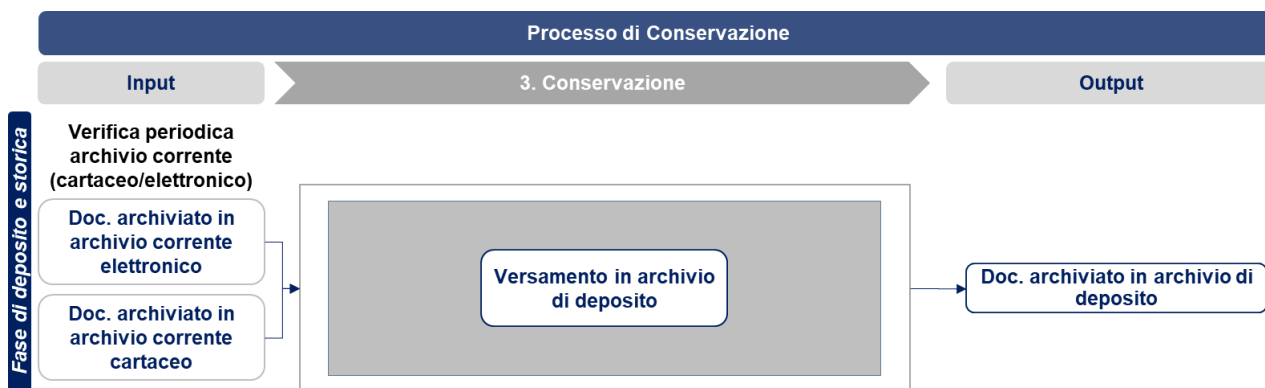 Processo di Conservazione
Input
3. Conservazione
Output
Fase di deposito e storica
Verifica periodica
archivio corrente
(cartaceo/elettronico)
Doc. archiviato in
archivio corrente
elettronico
Doc. archiviato in
archivio corrente
cartaceo
Versamento in archivio
di deposito
Doc. archiviato in archivio di
deposito